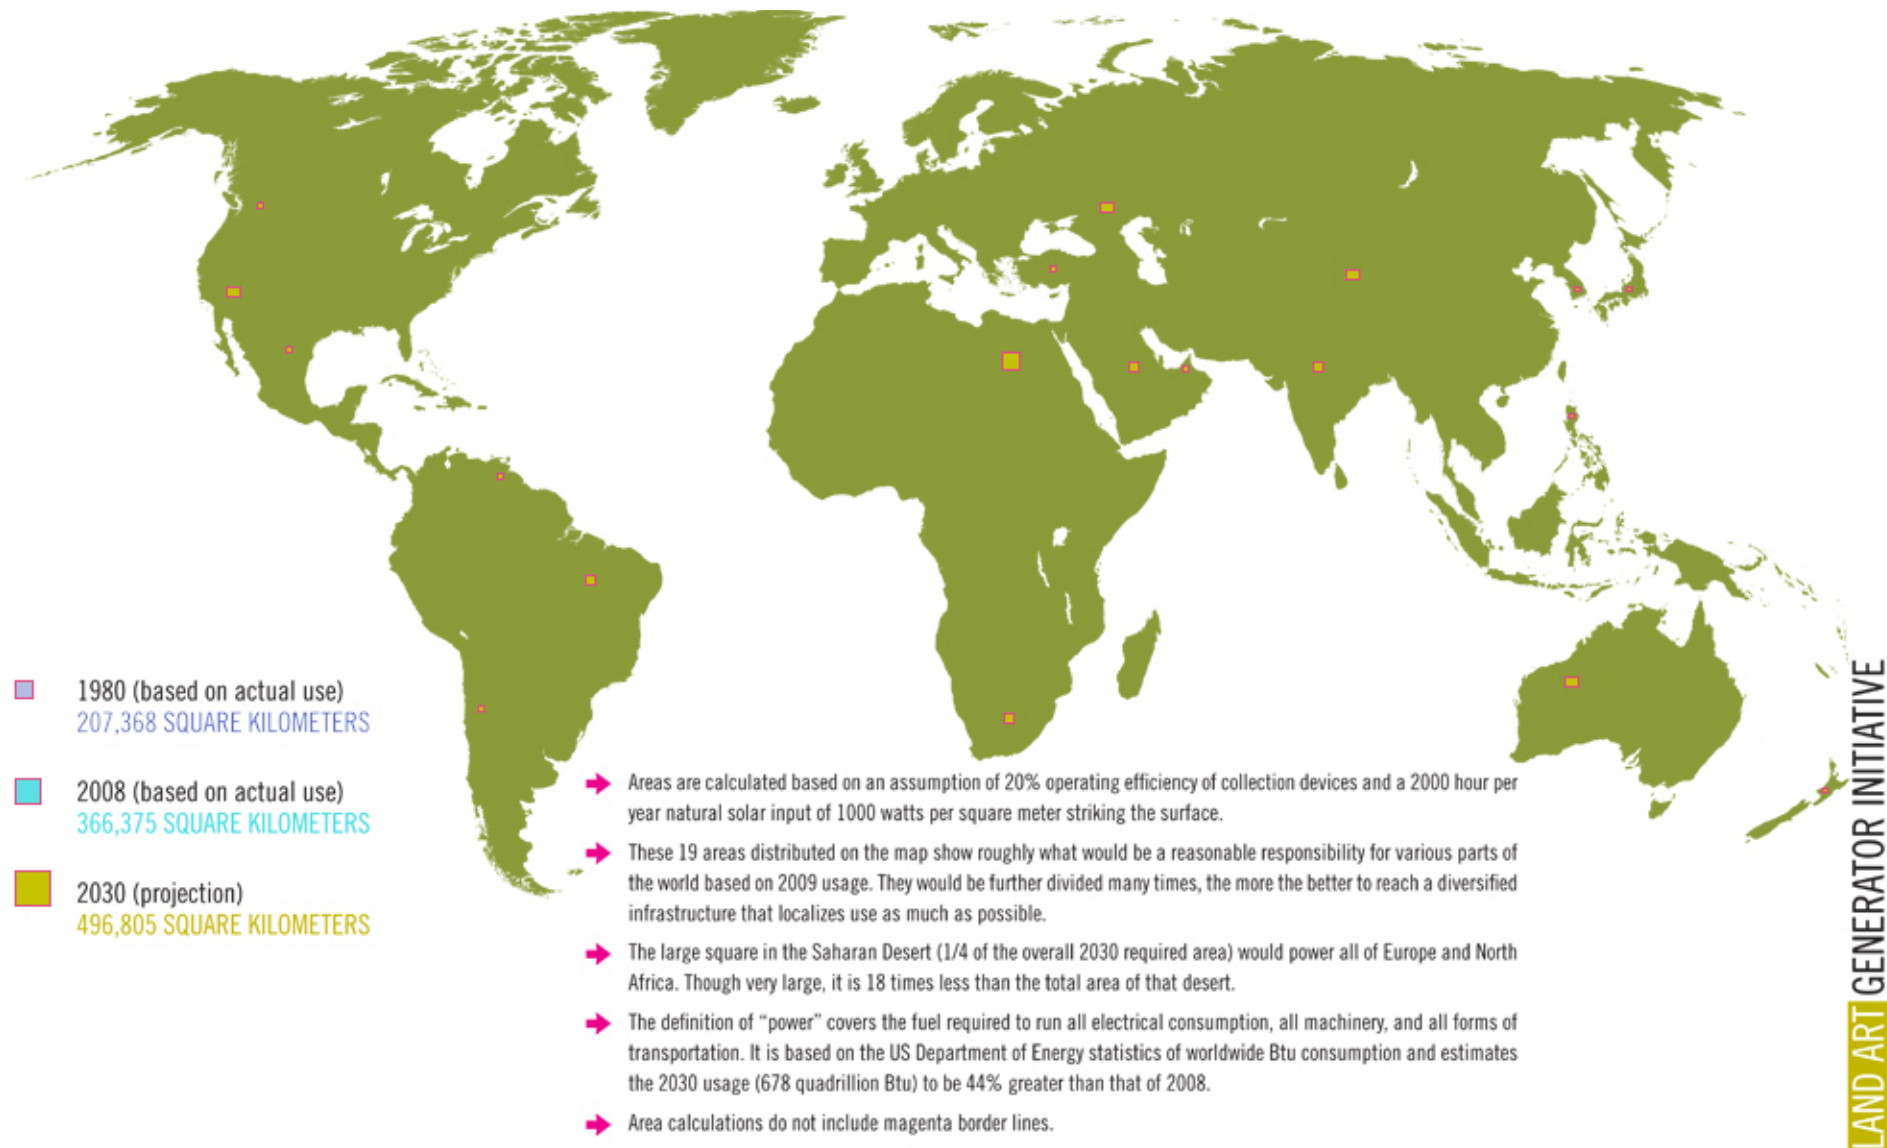 1980 (based on actual use)
207,368 SQUARE KILOMETERS
2008 (based on actual use)
366,375 SQUARE KILOMETERS
2030 (projection)
496,805 SQUARE KILOMETERS
Areas are calculated based on an assumption of 20% operating efficiency of collection devices and a 2000 hour per
year natural solar input of 1000 watts per square meter striking the surface.
These 19 areas distributed on the map show roughly what would be a reasonable responsibility for various parts of
the world based on 2009 usage. They would be further divided many times, the more the better to reach a diversified
infrastructure that localizes use as much as possible.
The large square in the Saharan Desert (1/4 of the overall 2030 required area) would power all of Europe and North
Africa. Though very large, it is 18 times less than the total area of that desert.
The definition of “power” covers the fuel required to run all electrical consumption, all machinery, and all forms of
transportation. It is based on the US Department of Energy statistics of worldwide Btu consumption and estimates
the 2030 usage (678 quadrillion Btu) to be 44% greater than that of 2008.
Area calculations do not include magenta border lines.
LAND ART GENERATOR INITIATIVE